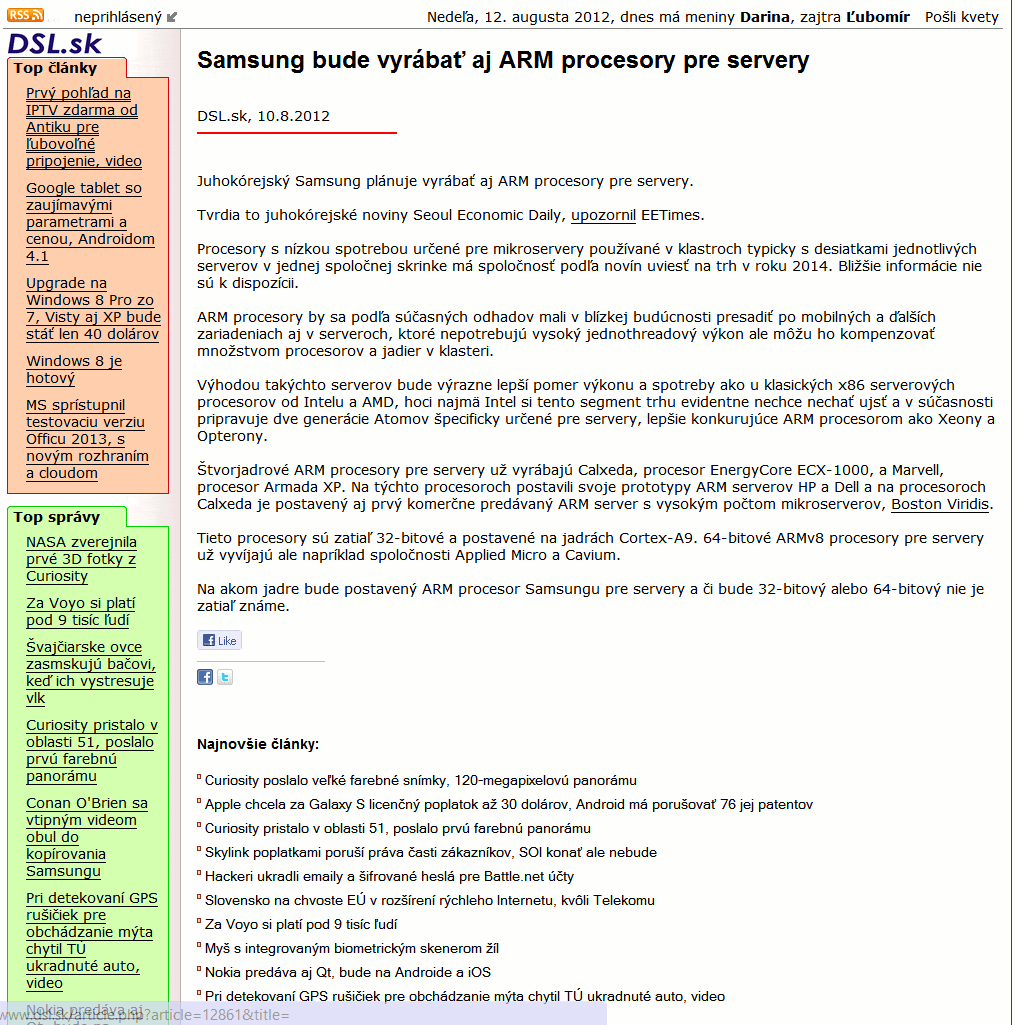 RSS neprihlásený
Nedeľa, 12. augusta 2012, dnes má meniny Darina, zajtra Ľubomír Pošli kvety
DSL.sk
Top články
Prvý pohľad na
IPTV zdarma od
Antiku pre
ľubovoľné
pripojenie, video
Google tablet so
zaujímavými
parametrami a
cenou, Androidom
4.1
Upgrade na
Windows 8 Pro zo
7, Visty aj XP bude
stáť len 40 dolárov
Windows 8 je
hotový
MS sprístupnil
testovaciu verziu
Officu 2013, s
novým rozhraním
a cloudom
Top správy
NASA zverejnila
prvé 3D fotky z
Curiosity
Za Voyo si platí
pod 9 tisíc ľudí
Švajčiarske ovce
zasmskujú bačovi,
keď ich vystresuje
vlk
Curiosity pristalo v
oblasti 51, poslalo
prvú farebnú
panorámu
Conan O'Brien sa
vtipným videom
obul do
kopírovania
Samsungu
Pri detekovaní GPS
rušičiek pre
obchádzanie mýta
chytil TÚ
ukradnuté auto,
video
Nokia predáva aj
Qt, bude na
www.dsl.sk/article.php?article=12861&title=
Samsung bude vyrábať aj ARM procesory pre servery
DSL.sk, 10.8.2012
Juhokórejský Samsung plánuje vyrábať aj ARM procesory pre servery.
Tvrdia to juhokórejské noviny Seoul Economic Daily, upozornil EETimes.
Procesory s nízkou spotrebou určené pre mikroservery používané v klastroch typicky s desiatkami jednotlivých
serverov v jednej spoločnej skrinke má spoločnosť podľa novín uviesť na trh v roku 2014. Bližšie informácie nie
sú k dispozícii.
ARM procesory by sa podľa súčasných odhadov mali v blízkej budúcnosti presadiť po mobilných a ďalších
zariadeniach aj v serveroch, ktoré nepotrebujú vysoký jednothreadový výkon ale môžu ho kompenzovať
množstvom procesorov a jadier v klasteri.
Výhodou takýchto serverov bude výrazne lepší pomer výkonu a spotreby ako u klasických x86 serverových
procesorov od Intelu a AMD, hoci najmä Intel si tento segment trhu evidentne nechce nechať ujsť a v súčasnosti
pripravuje dve generácie Atomov špecificky určené pre servery, lepšie konkurujúce ARM procesorom ako Xeony a
Opterony.
Štvorjadrové ARM procesory pre servery už vyrábajú Calxeda, procesor EnergyCore ECX-1000, a Marvell,
procesor Armada XP. Na týchto procesoroch postavili svoje prototypy ARM serverov HP a Dell a na procesoroch
Calxeda je postavený aj prvý komerčne predávaný ARM server s vysokým počtom mikroserverov, Boston Viridis.
Tieto procesory sú zatiaľ 32-bitové a postavené na jadrách Cortex-A9. 64-bitové ARMv8 procesory pre servery
už vyvíjajú ale napríklad spoločnosti Applied Micro a Cavium.
Na akom jadre bude postavený ARM procesor Samsungu pre servery a či bude 32-bitový alebo 64-bitový nie je
zatiaľ známe.
Like
Najnovšie články:
Curiosity poslalo veľké farebné snímky, 120-megapixelovú panorámu
Apple chcela za Galaxy S licenčný poplatok až 30 dolárov, Android má porušovať 76 jej patentov
Curiosity pristalo v oblasti 51, poslalo prvú farebnú panorámu
Skylink poplatkami poruší práva časti zákazníkov, SOI konať ale nebude
Hackeri ukradli emaily a šifrované heslá pre Battle.net účty
Slovensko na chvoste EÚ v rozšírení rýchleho Internetu, kvôli Telekomu
Za Voyo si platí pod 9 tisíc ľudí
Myš s integrovaným biometrickým skenerom žíl
Nokia predáva aj Qt, bude na Androide a iOS
Pri detekovaní GPS rušičiek pre obchádzanie mýta chytil TÚ ukradnuté auto, video